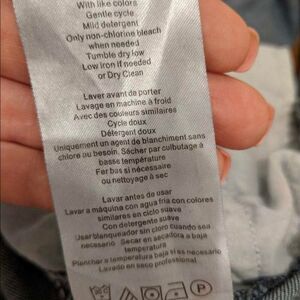 With like colors
Gentle cycle
Mild detergent
Only non-chlorine bleach
when needed
Tumble dry low
Low iron if needed
or Dry Clean
Laver avant de porter
Lavage en machine à froid
Avec des couleurs similaires
Cycle doux
Détergent doux
Uniquement un agent de blanchiment sans
chlore ou besoin. Sécher par culbutage à
basse température
Fer bas si nécessaire
ou nettoyage à sec
Lavar antes de usar
Lavar a máquina con agua fria con colores
similares en ciclo suave
Con detergente suave
Usar blanqueador sin cloro cuando sea
necesario Secar en secadora a baja
temperatura
Planchar a temperatura baja si es necesario
Lavado en seco profesional